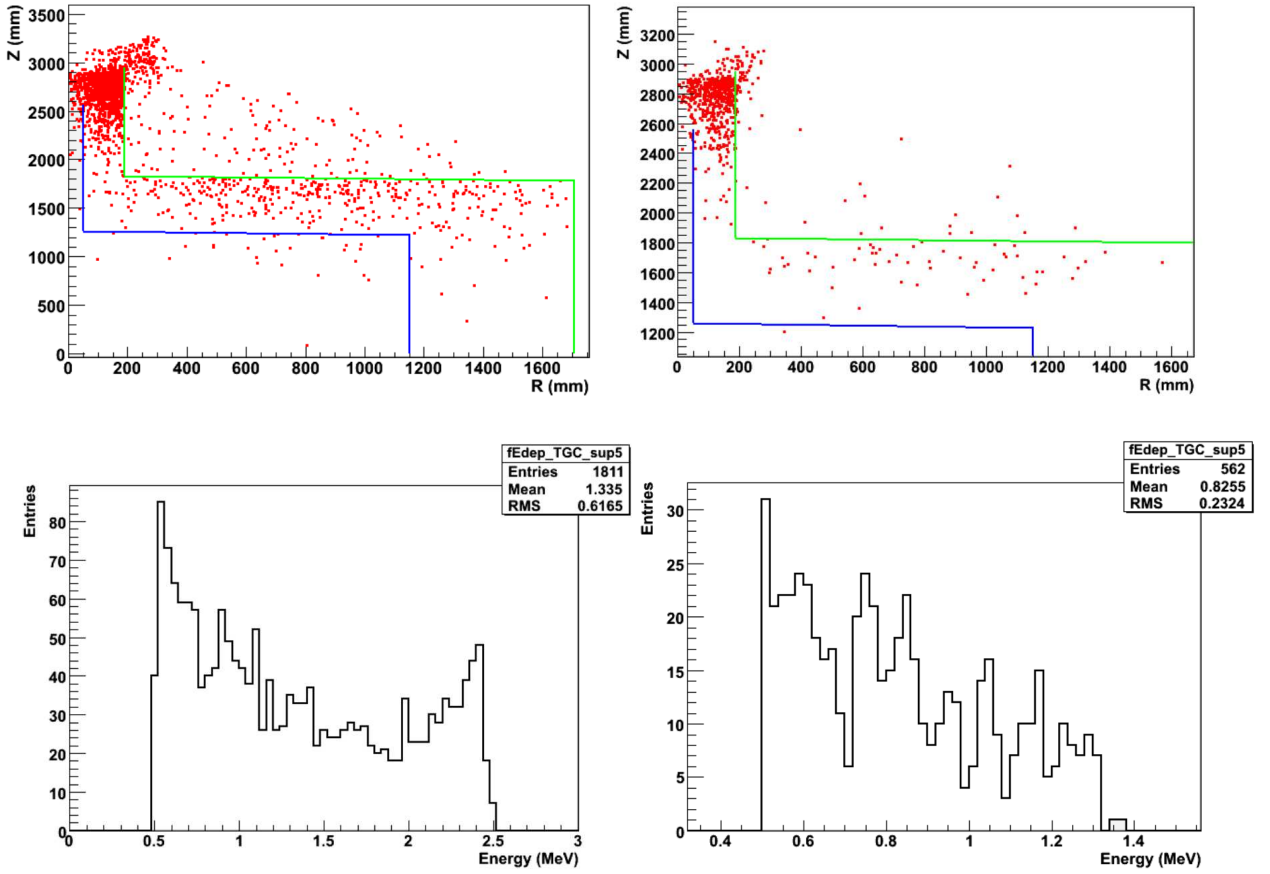 Z (mm)
3500
3000
2500
2000
1500
1000
500
0
0 200 400 600 800 1000 1200 1400 1600
R (mm)
Z (mm)
3200
3000
2800
2600
2400
2200
2000
1800
1600
1400
1200
0 200 400 600 800 1000 1200 1400 1600
R (mm)
fEdep_TGC_sup5
Entries 1811
Mean 1.335
RMS 0.6165
Entries
80
70
60
50
40
30
20
10
0
0 0.5 1 1.5 2 2.5 3
Energy (MeV)
fEdep_TGC_sup5
Entries 562
Mean 0.8255
RMS 0.2324
Entries
30
25
20
15
10
5
0
0.4 0.6 0.8 1 1.2 1.4
Energy (MeV)